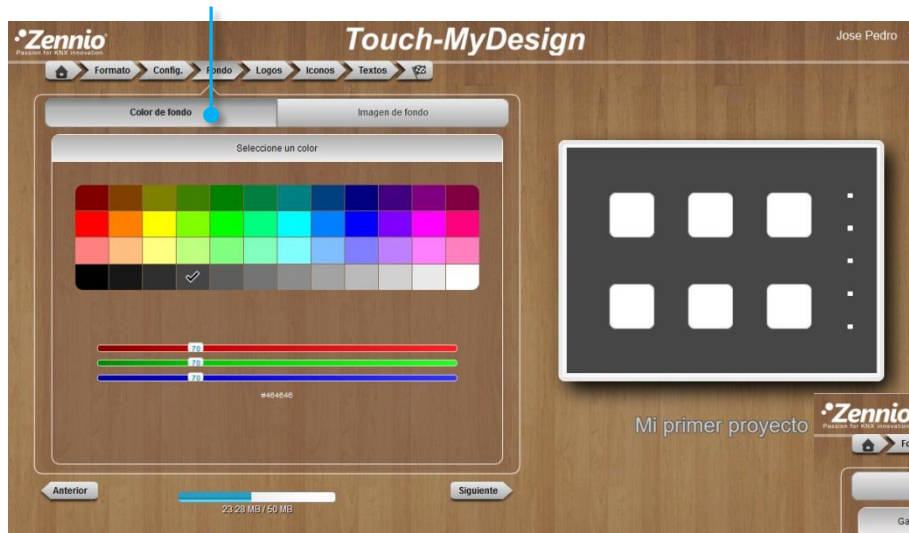 Zennio
Passion for KNX innovation
Touch-MyDesign
Jose Pedro
Formato
Config.
Fondo
Logos
Iconos
Textos
Color de fondo
Imagen de fondo
Seleccione un color
70
70
70
#464646
Mi primer proyecto
Zennio
Passion for KNX innovation
Fo
Anterior
Siguiente
23.28 MB / 50 MB
Ga